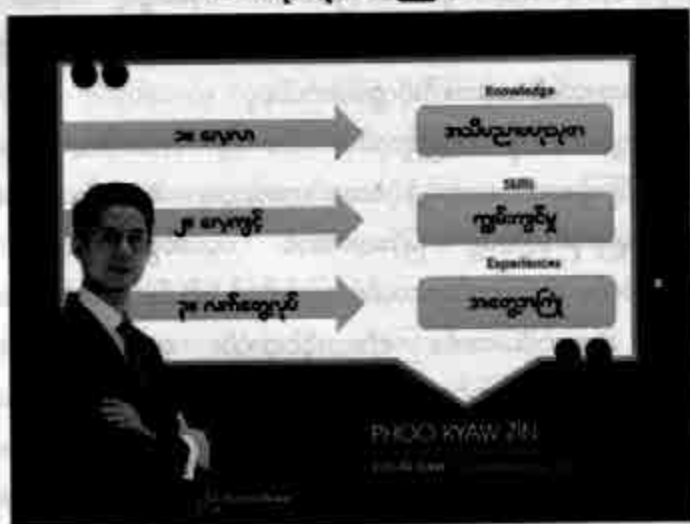 Knowledge
၁။ လေ့လာ
အသိပညာဗဟုသုတ
Skills
၂။ လေ့ကျင့်
ကျွမ်းကျင်မှု
Experiences
၃။ လက်တွေ့လုပ်
အတွေ့အကြုံ
PHOO KYAW ZIN